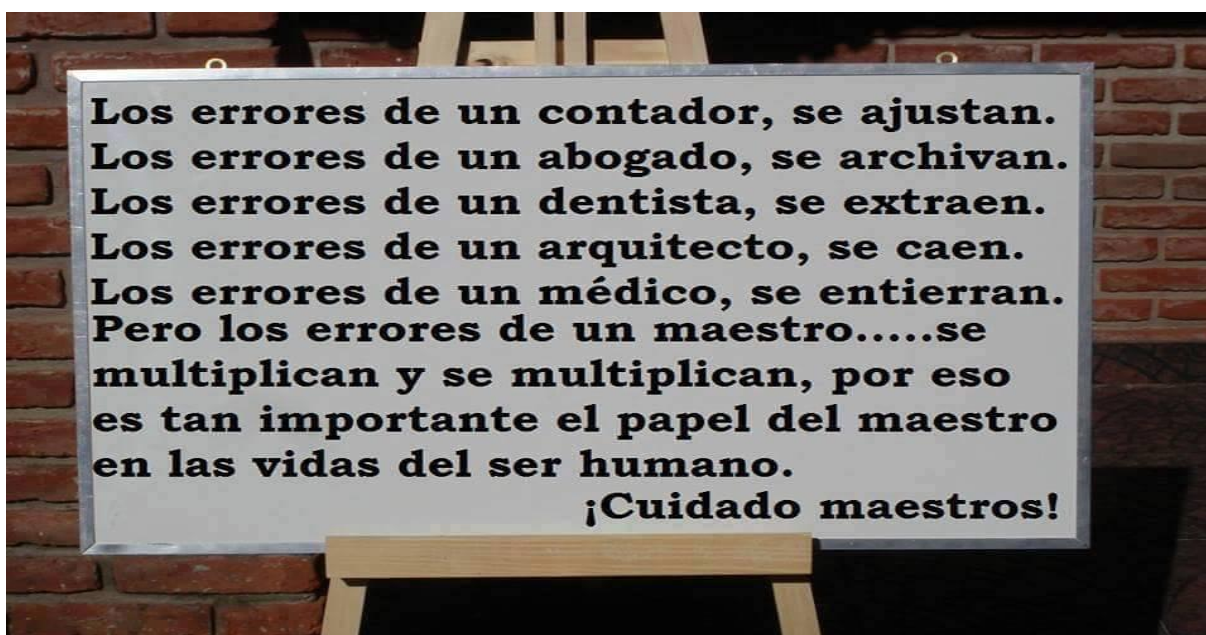 Los errores de un contador, se ajustan.
Los errores de un abogado, se archivan.
Los errores de un dentista, se extraen.
Los errores de un arquitecto, se caen.
Los errores de un médico, se entierran.
Pero los errores de un maestro.....se
multiplican y se multiplican, por eso
es tan importante el papel del maestro
en las vidas del ser humano.
¡Cuidado maestros!